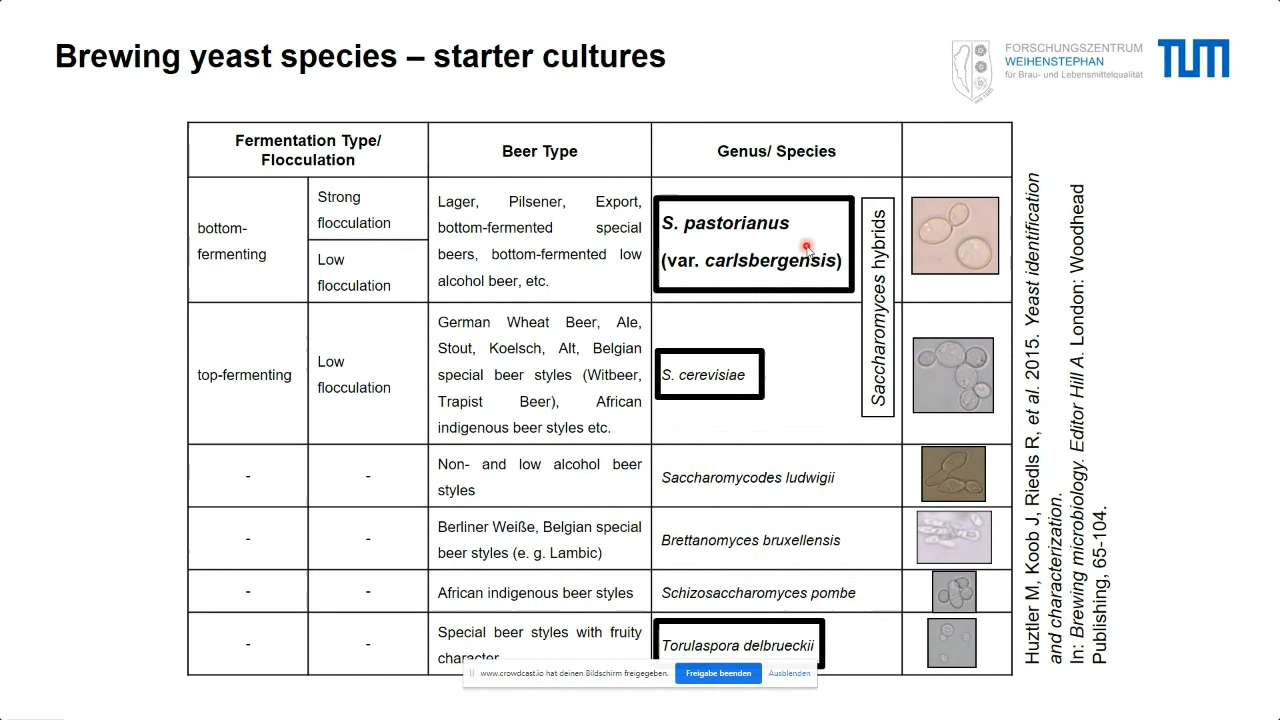 Brewing yeast species – starter cultures
FORSCHUNGSZENTRUM
WEIHENSTEPHAN
für Brau- und Lebensmittelqualität
TUM
Fermentation Type/
Flocculation
Beer Type
Genus/ Species
bottom-
fermenting
Strong
flocculation
Low
flocculation
Lager, Pilsener, Export,
bottom-fermented special
beers, bottom-fermented low
alcohol beer, etc.
S. pastorianus
(var. carlsbergensis)
Saccharomyces hybrids
top-fermenting
Low
flocculation
German Wheat Beer, Ale,
Stout, Koelsch, Alt, Belgian
special beer styles (Witbeer,
Trapist Beer), African
indigenous beer styles etc.
S. cerevisiae
-
-
Non- and low alcohol beer
styles
Saccharomycodes ludwigii
-
-
Berliner Weiße, Belgian special
beer styles (e. g. Lambic)
Brettanomyces bruxellensis
-
-
African indigenous beer styles
Schizosaccharomyces pombe
-
-
Special beer styles with fruity
character
Torulaspora delbrueckii
Huztler M, Koob J, Riedls R, et al. 2015. Yeast identification
and characterization.
In: Brewing microbiology. Editor Hill A. London: Woodhead
Publishing, 65-104.
www.crowdcast.io hat deinen Bildschirm freigegeben.
Freigabe beenden
Ausblenden